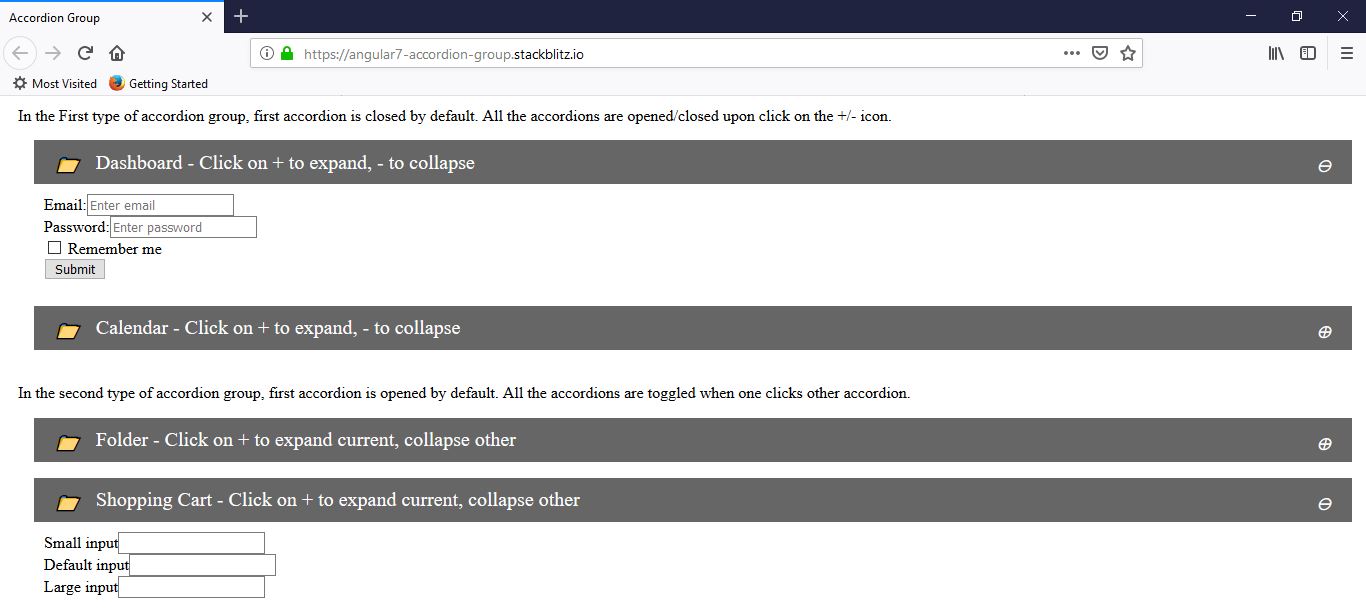 Accordion Group
https://angular7-accordion-group.stackblitz.io
Most Visited Getting Started
In the First type of accordion group, first accordion is closed by default. All the accordions are opened/closed upon click on the +/- icon.
Dashboard - Click on + to expand, - to collapse
Email: Enter email
Password: Enter password
Remember me
Submit
Calendar - Click on + to expand, - to collapse
In the second type of accordion group, first accordion is opened by default. All the accordions are toggled when one clicks other accordion.
Folder - Click on + to expand current, collapse other
Shopping Cart - Click on + to expand current, collapse other
Small input
Default input
Large input